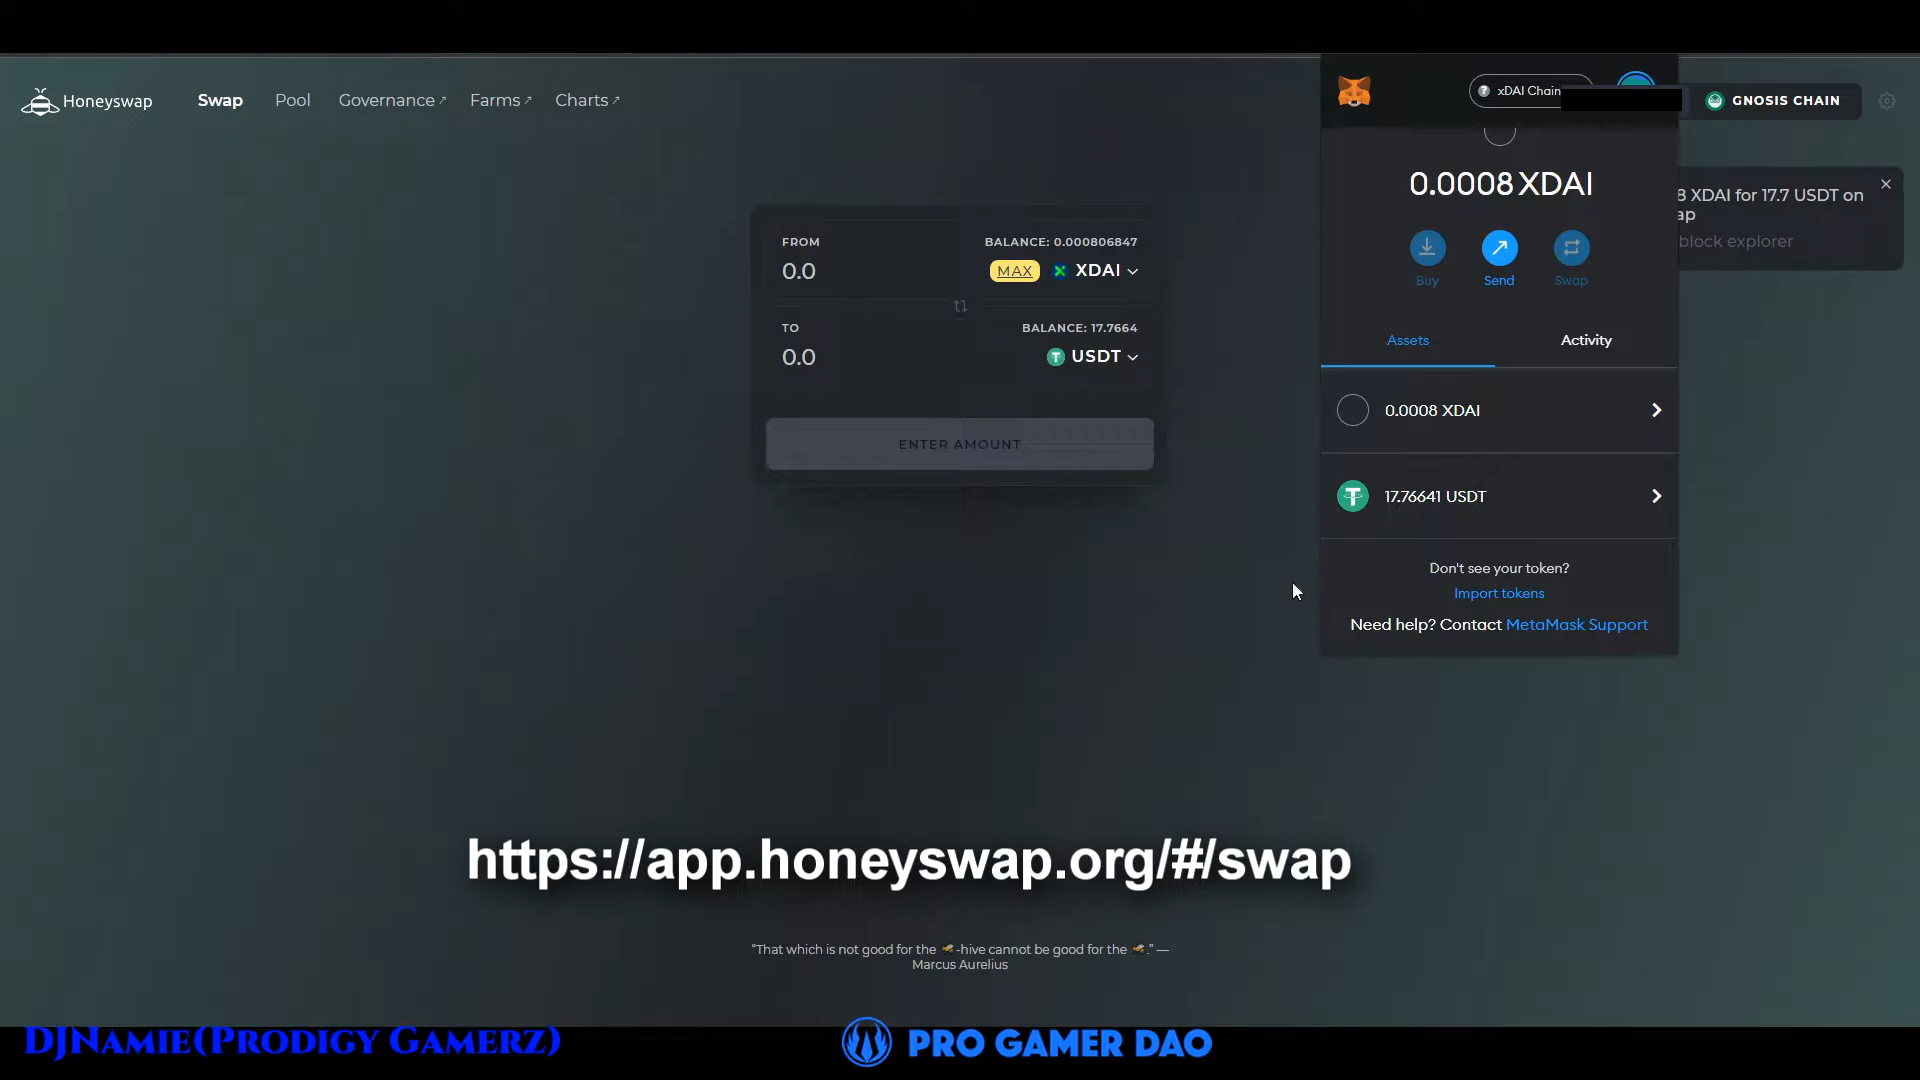 Honeyswap
Swap
Pool
Governance↗
Farms↗
Charts↗
xDAI Chain
GNOSIS CHAIN
0.0008 XDAI
8 XDAI for 17.7 USDT on
ap
block explorer
Buy
Send
Swap
FROM
BALANCE: 0.000806847
0.0
MAX
XDAI
TO
BALANCE: 17.7664
0.0
USDT
ENTER AMOUNT
Assets
Activity
0.0008 XDAI
17.76641 USDT
Don't see your token?
Import tokens
Need help? Contact MetaMask Support
https://app.honeyswap.org/#/swap
“That which is not good for the 🐝-hive cannot be good for the 🐝.” —
Marcus Aurelius
DJNamie(Prodigy Gamerz)
PRO GAMER DAO